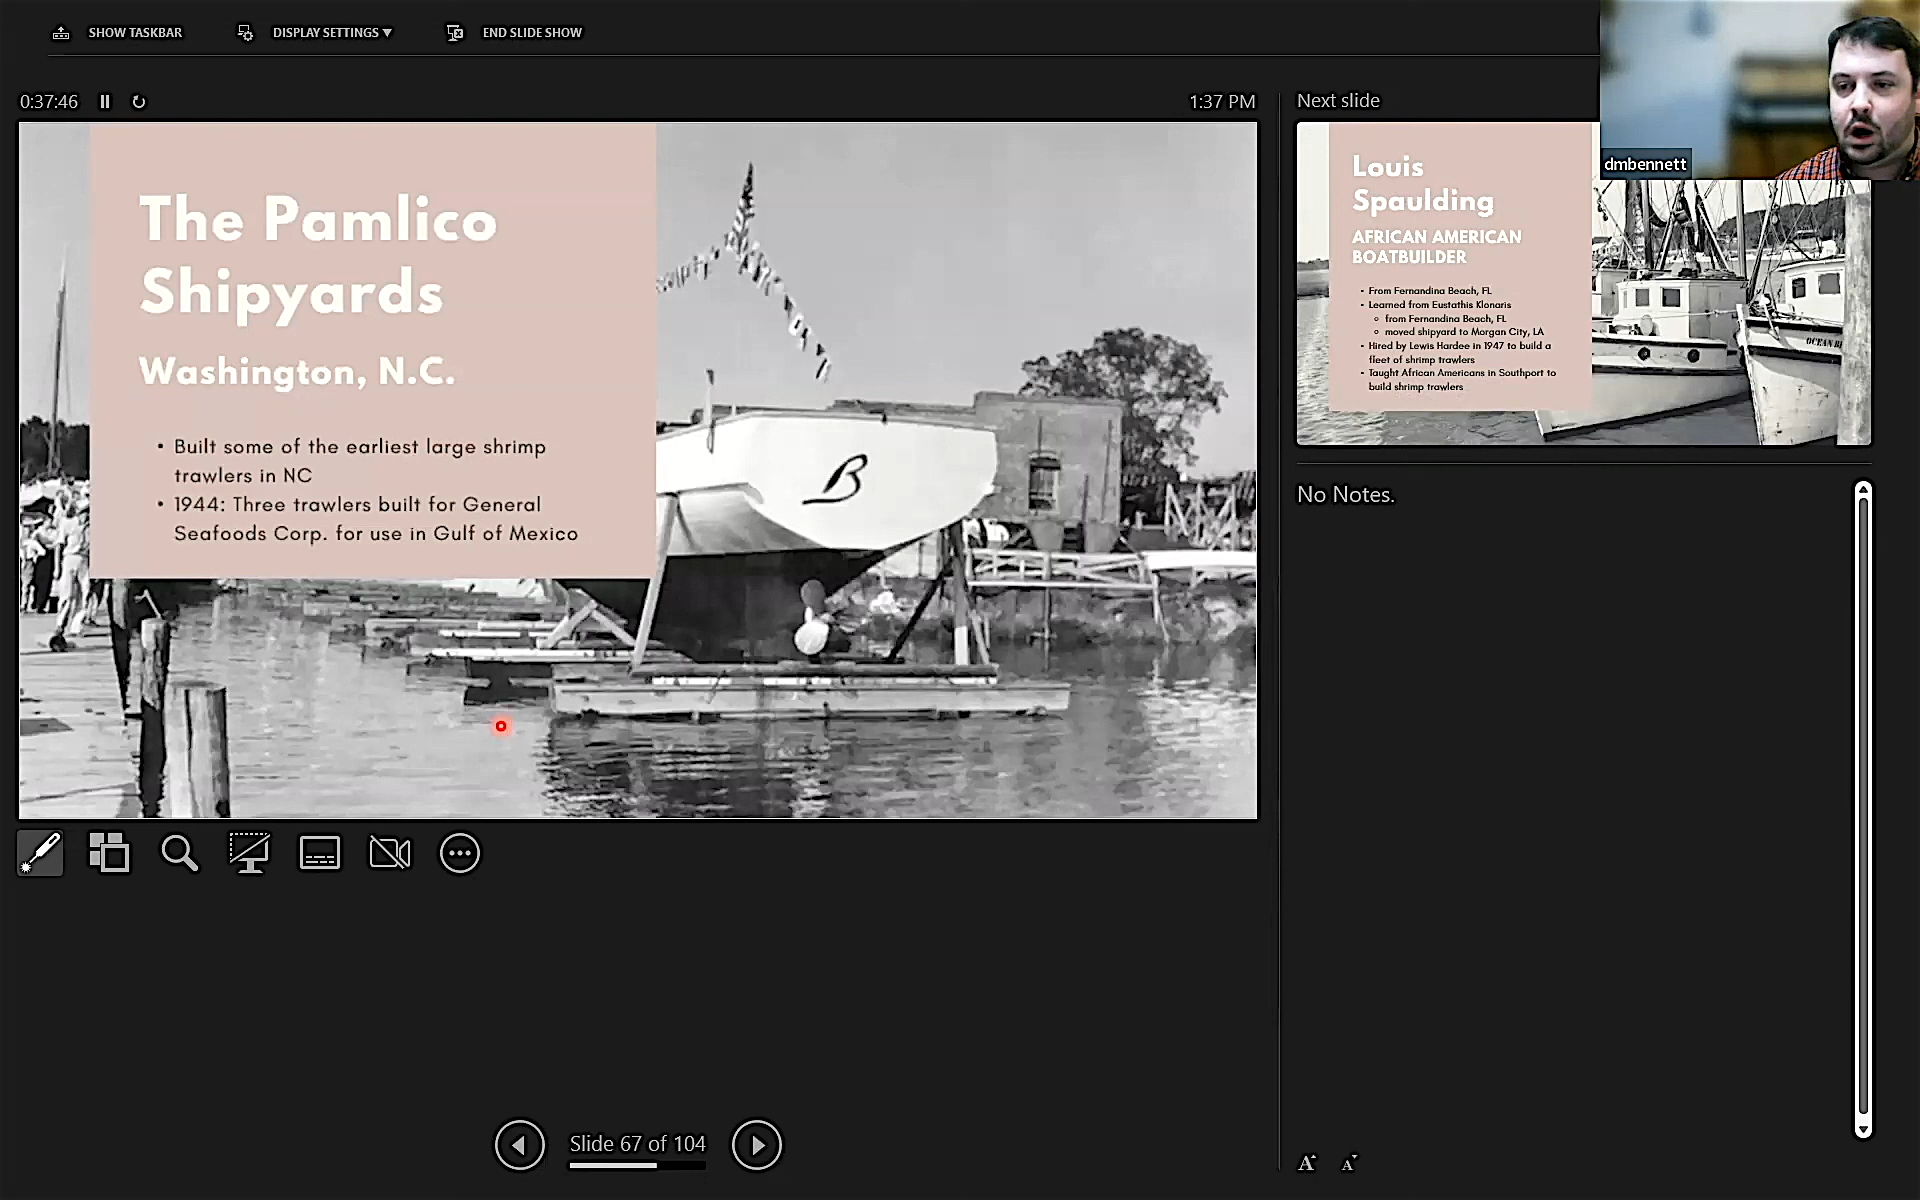 SHOW TASKBAR
DISPLAY SETTINGS ▼
END SLIDE SHOW
0:37:46
1:37 PM
The Pamlico
Shipyards
Washington, N.C.
• Built some of the earliest large shrimp
trawlers in NC
• 1944: Three trawlers built for General
Seafoods Corp. for use in Gulf of Mexico
B
Slide 67 of 104
Next slide
dmbennett
Louis
Spaulding
AFRICAN AMERICAN
BOATBUILDER
• From Fernandina Beach, FL
• Learned from Eustathis Klonaris
from Fernandina Beach, FL
moved shipyard to Morgan City, LA
• Hired by Lewis Hardee in 1947 to build a
fleet of shrimp trawlers
• Taught African Americans in Southport to
build shrimp trawlers
OCEAN
No Notes.
A A